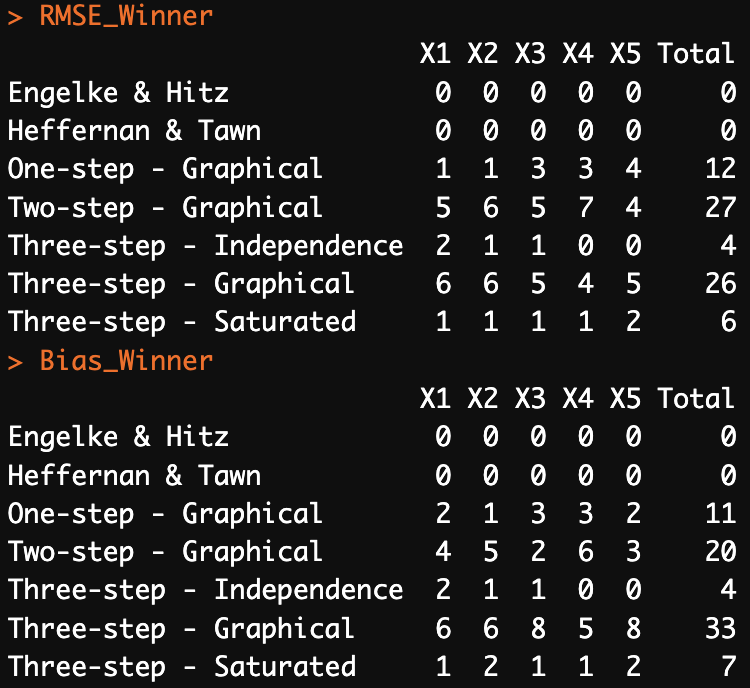 > RMSE_Winner
X1 X2 X3 X4 X5 Total
Engelke & Hitz 0 0 0 0 0 0
Heffernan & Tawn 0 0 0 0 0 0
One-step - Graphical 1 1 3 3 4 12
Two-step - Graphical 5 6 5 7 4 27
Three-step - Independence 2 1 1 0 0 4
Three-step - Graphical 6 6 5 4 5 26
Three-step - Saturated 1 1 1 1 2 6
> Bias_Winner
X1 X2 X3 X4 X5 Total
Engelke & Hitz 0 0 0 0 0 0
Heffernan & Tawn 0 0 0 0 0 0
One-step - Graphical 2 1 3 3 2 11
Two-step - Graphical 4 5 2 6 3 20
Three-step - Independence 2 1 1 0 0 4
Three-step - Graphical 6 6 8 5 8 33
Three-step - Saturated 1 2 1 1 2 7